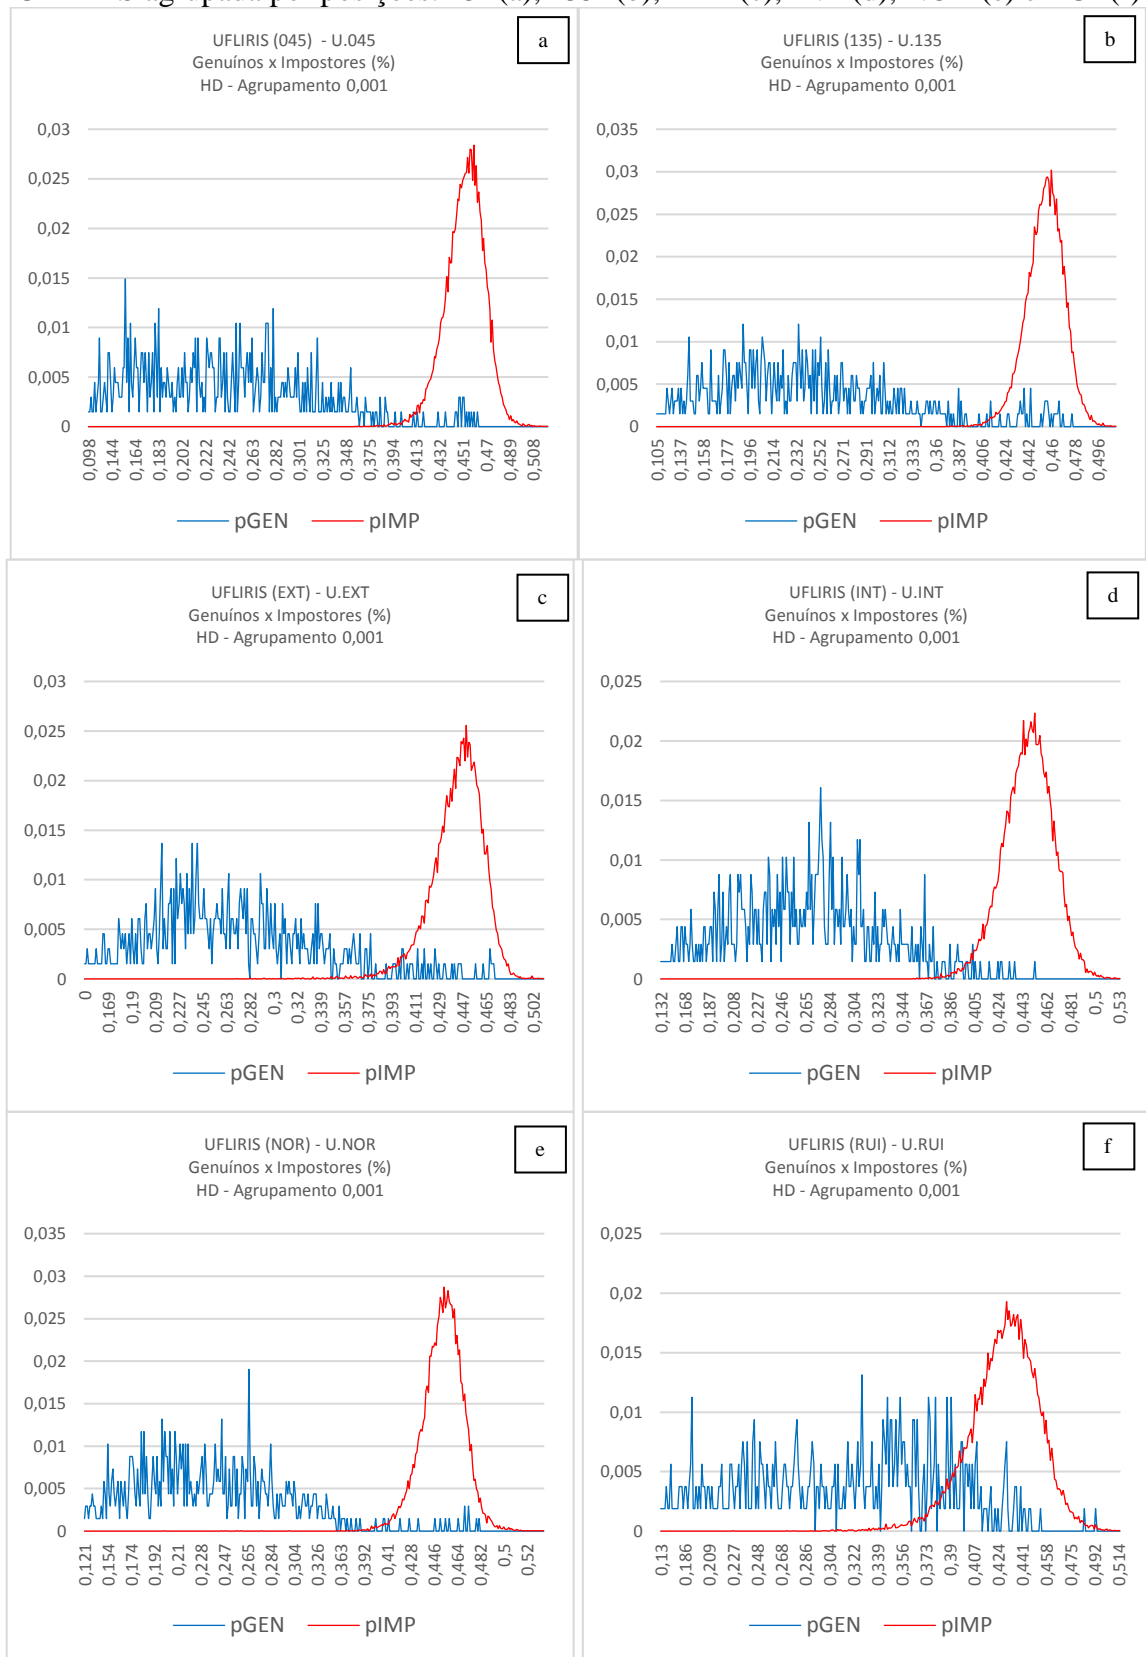 agrupada por posições: (a), (b), (c), (d), (e) e (f)
UFLIRIS (045) - U.045
Genuínos x Impostores (%)
HD - Agrupamento 0,001
a
0,03
0,025
0,02
0,015
0,01
0,005
0
0,098 0,144 0,164 0,183 0,202 0,222 0,242 0,263 0,281 0,301 0,325 0,348 0,375 0,394 0,413 0,432 0,451 0,47 0,489 0,508
pGEN pIMP
UFLIRIS (135) - U.135
Genuínos x Impostores (%)
HD - Agrupamento 0,001
b
0,035
0,03
0,025
0,02
0,015
0,01
0,005
0
0,105 0,137 0,158 0,177 0,196 0,214 0,232 0,252 0,271 0,291 0,312 0,333 0,36 0,387 0,406 0,424 0,442 0,46 0,478 0,496
pGEN pIMP
UFLIRIS (EXT) - U.EXT
Genuínos x Impostores (%)
HD - Agrupamento 0,001
c
0,03
0,025
0,02
0,015
0,01
0,005
0
0 0,169 0,19 0,209 0,227 0,245 0,263 0,282 0,3 0,32 0,339 0,357 0,375 0,393 0,411 0,429 0,447 0,465 0,483 0,502
pGEN pIMP
UFLIRIS (INT) - U.INT
Genuínos x Impostores (%)
HD - Agrupamento 0,001
d
0,025
0,02
0,015
0,01
0,005
0
0,132 0,168 0,187 0,208 0,227 0,246 0,265 0,284 0,304 0,323 0,344 0,367 0,386 0,405 0,424 0,443 0,462 0,481 0,5 0,53
pGEN pIMP
UFLIRIS (NOR) - U.NOR
Genuínos x Impostores (%)
HD - Agrupamento 0,001
e
0,035
0,03
0,025
0,02
0,015
0,01
0,005
0
0,121 0,154 0,174 0,192 0,21 0,228 0,247 0,265 0,284 0,304 0,326 0,363 0,392 0,41 0,428 0,446 0,464 0,482 0,5 0,52
pGEN pIMP
UFLIRIS (RUI) - U.RUI
Genuínos x Impostores (%)
HD - Agrupamento 0,001
f
0,025
0,02
0,015
0,01
0,005
0
0,13 0,186 0,209 0,227 0,248 0,268 0,286 0,304 0,322 0,339 0,356 0,373 0,39 0,407 0,424 0,441 0,458 0,475 0,492 0,514
pGEN pIMP